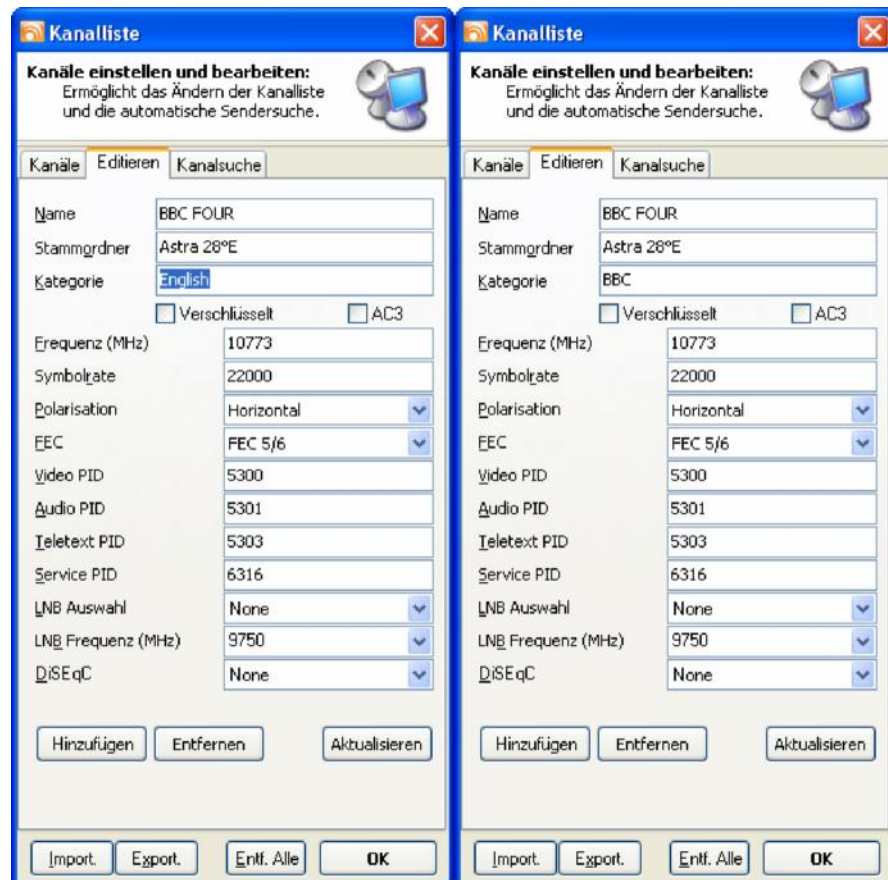 Kanalliste
Kanäle einstellen und bearbeiten:
Ermöglicht das Ändern der Kanalliste
und die automatische Sendersuche.
Kanäle Editieren Kanalsuche
Name BBC FOUR
Stammordner Astra 28°E
Kategorie English
Verschlüsselt AC3
Frequenz (MHz) 10773
Symbolrate 22000
Polarisation Horizontal
FEC FEC 5/6
Video PID 5300
Audio PID 5301
Teletext PID 5303
Service PID 6316
LNB Auswahl None
LNB Frequenz (MHz) 9750
DiSEqC None
Hinzufügen Entfernen Aktualisieren
Import. Export. Entf. Alle OK
Kanalliste
Kanäle einstellen und bearbeiten:
Ermöglicht das Ändern der Kanalliste
und die automatische Sendersuche.
Kanäle Editieren Kanalsuche
Name BBC FOUR
Stammordner Astra 28°E
Kategorie BBC
Verschlüsselt AC3
Frequenz (MHz) 10773
Symbolrate 22000
Polarisation Horizontal
FEC FEC 5/6
Video PID 5300
Audio PID 5301
Teletext PID 5303
Service PID 6316
LNB Auswahl None
LNB Frequenz (MHz) 9750
DiSEqC None
Hinzufügen Entfernen Aktualisieren
Import. Export. Entf. Alle OK